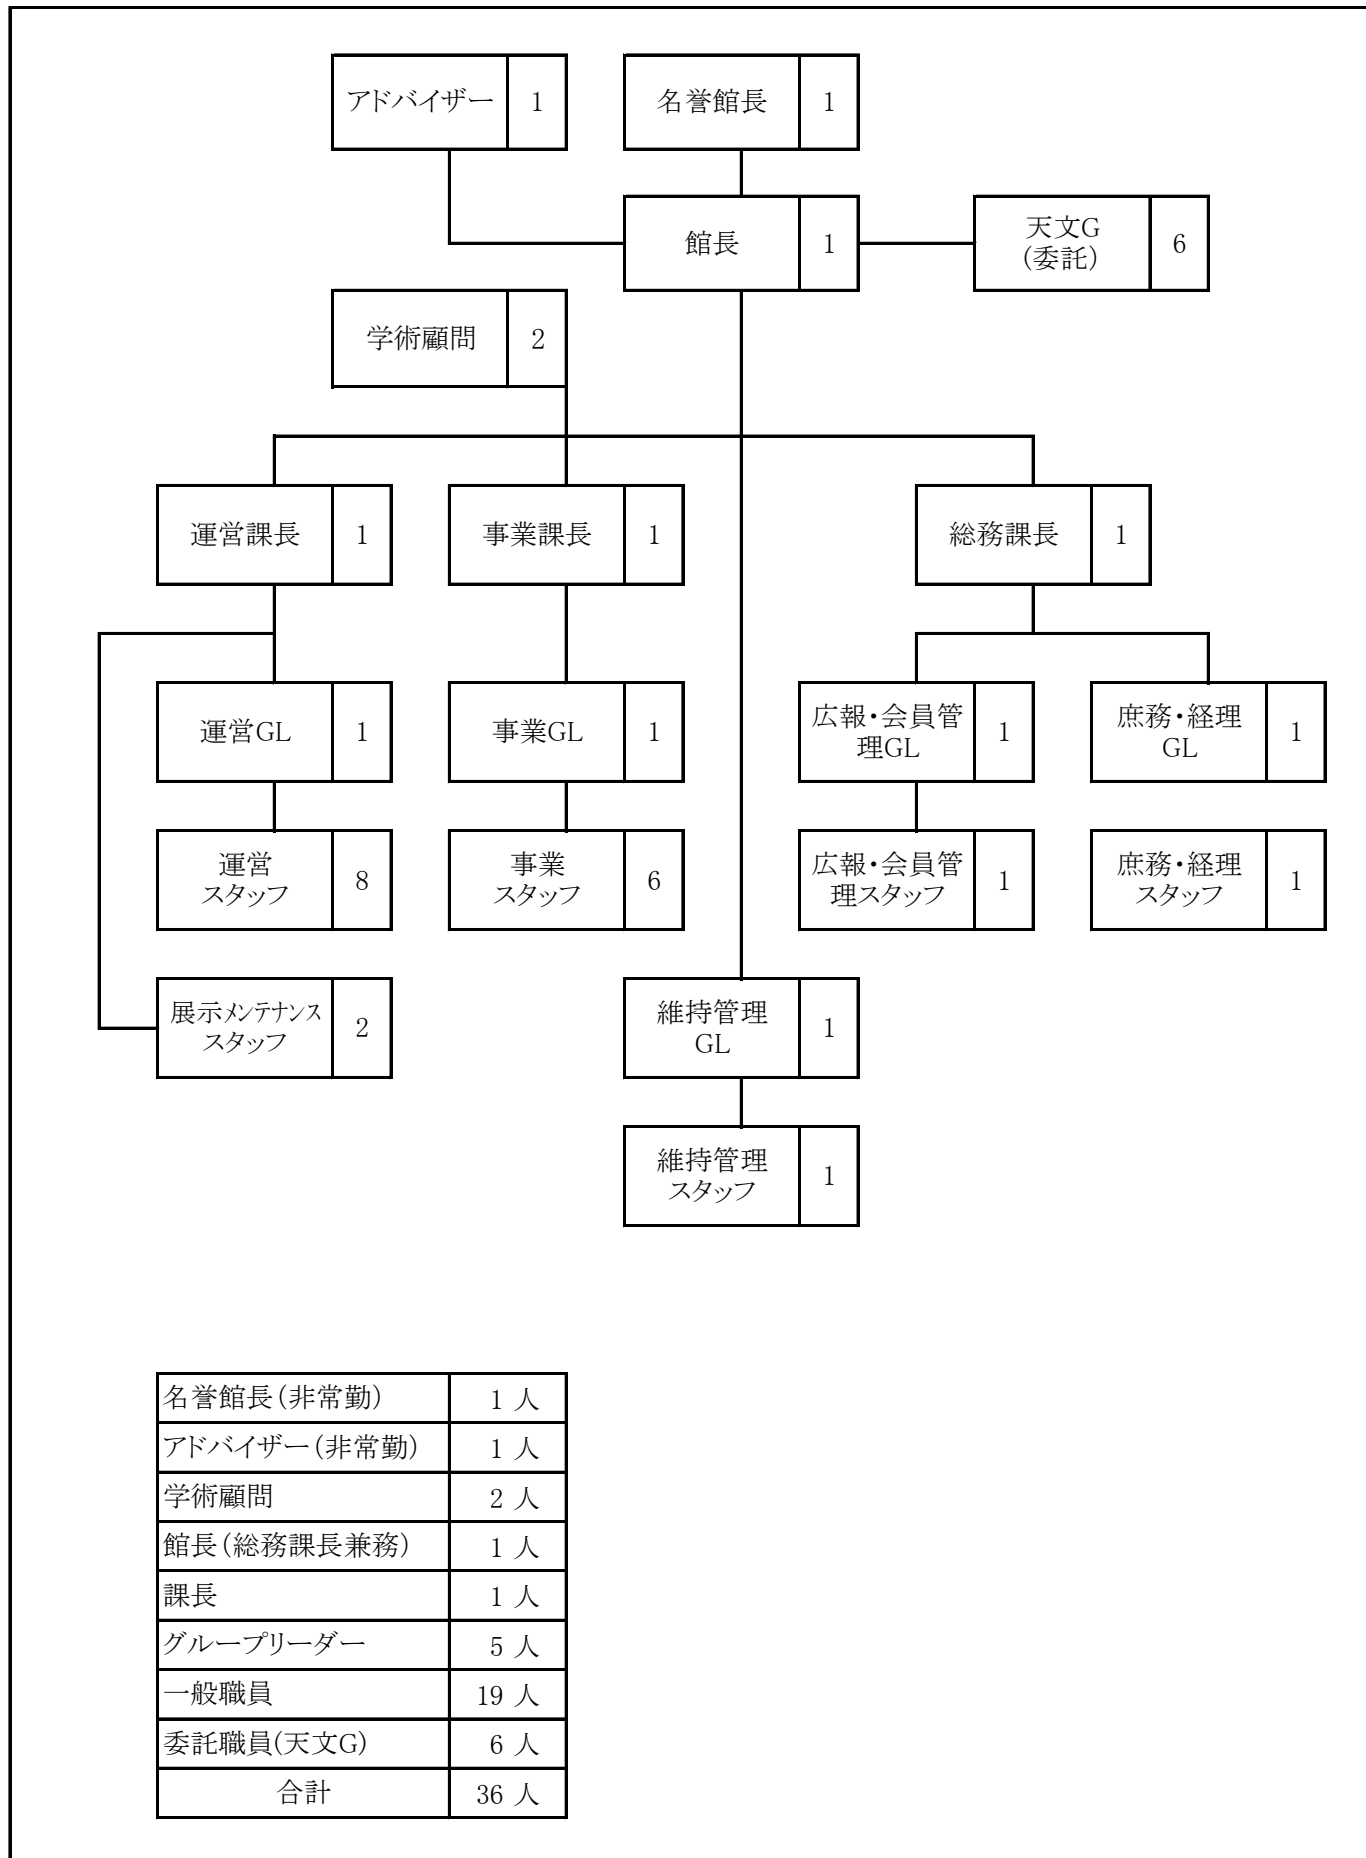 アドバイザー 1 名誉館長 1
館長 1 天文G
(委託) 6
学術顧問 2
運営課長 1 事業課長 1 総務課長 1
運営GL 1 事業GL 1 広報・会員管
理GL 1 庶務・経理
GL 1
運営
スタッフ 8 事業
スタッフ 6 広報・会員管
理スタッフ 1 庶務・経理
スタッフ 1
展示メンテナンス
スタッフ 2 維持管理
GL 1
維持管理
スタッフ 1
名誉館長(非常勤) 1 人
アドバイザー(非常勤) 1 人
学術顧問 2 人
館長(総務課長兼務) 1 人
課長 1 人
グループリーダー 5 人
一般職員 19 人
委託職員(天文G) 6 人
合計 36 人